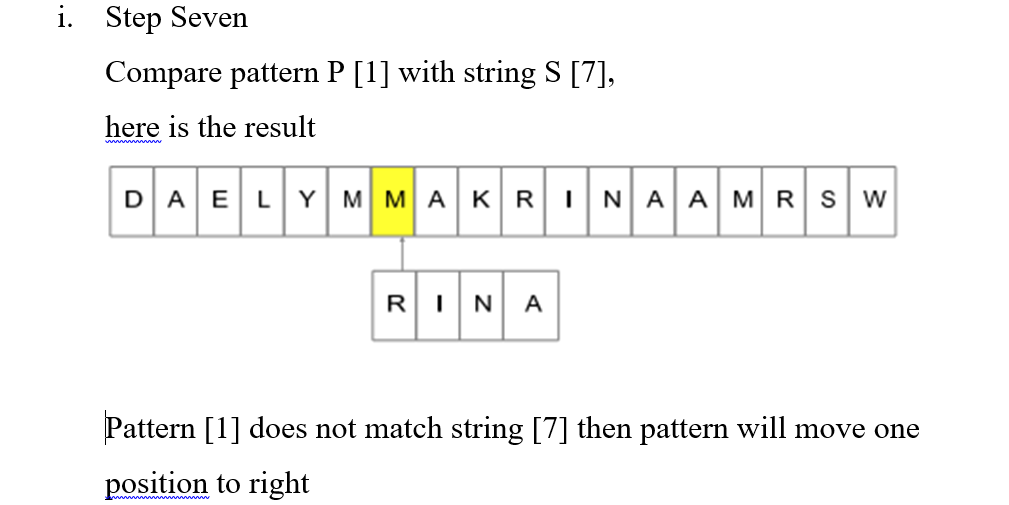 i. Step Seven
Compare pattern P [1] with string S [7],
here is the result
D A E L Y M M A K R I N A A M R S W
R I N A
Pattern [1] does not match string [7] then pattern will move one
position to right